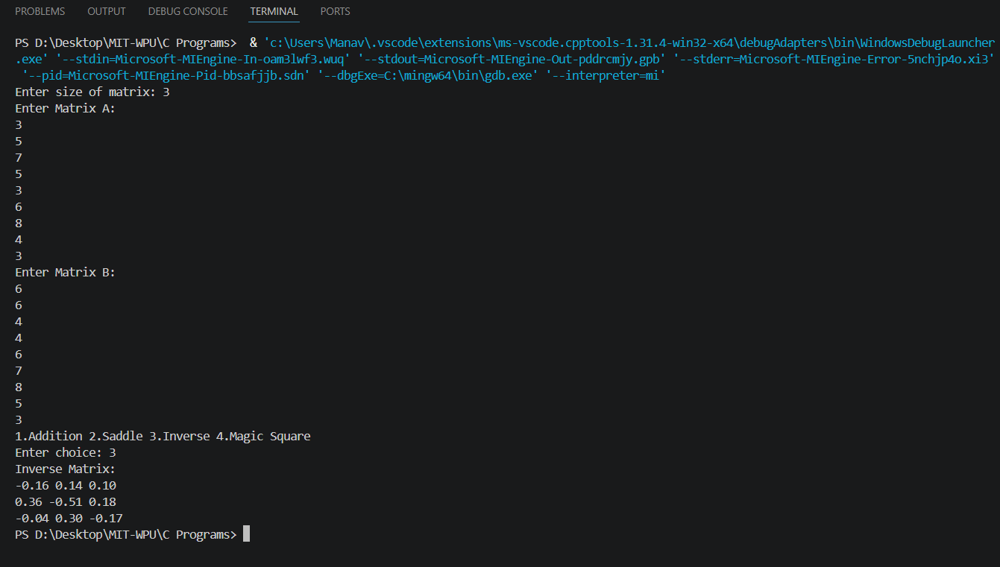 PROBLEMS OUTPUT DEBUG CONSOLE TERMINAL PORTS
PS D:\Desktop\MIT-WPU\C Programs>  & 'c:\Users\Manav\.vscode\extensions\ms-vscode.cpptools-1.31.4-win32-x64\debugAdapters\bin\WindowsDebugLauncher
.exe' '--stdin=Microsoft-MIEngine-In-oam3lwf3.wuq' '--stdout=Microsoft-MIEngine-Out-pddrcmjy.gpb' '--stderr=Microsoft-MIEngine-Error-5nchjp4o.xi3'
'--pid=Microsoft-MIEngine-Pid-bbsafjjb.sdn' '--dbgExe=C:\mingw64\bin\gdb.exe' '--interpreter=mi'
Enter size of matrix: 3
Enter Matrix A:
3
5
7
5
3
6
8
4
3
Enter Matrix B:
6
6
4
4
6
7
8
5
3
1.Addition 2.Saddle 3.Inverse 4.Magic Square
Enter choice: 3
Inverse Matrix:
-0.16 0.14 0.10
0.36 -0.51 0.18
-0.04 0.30 -0.17
PS D:\Desktop\MIT-WPU\C Programs>